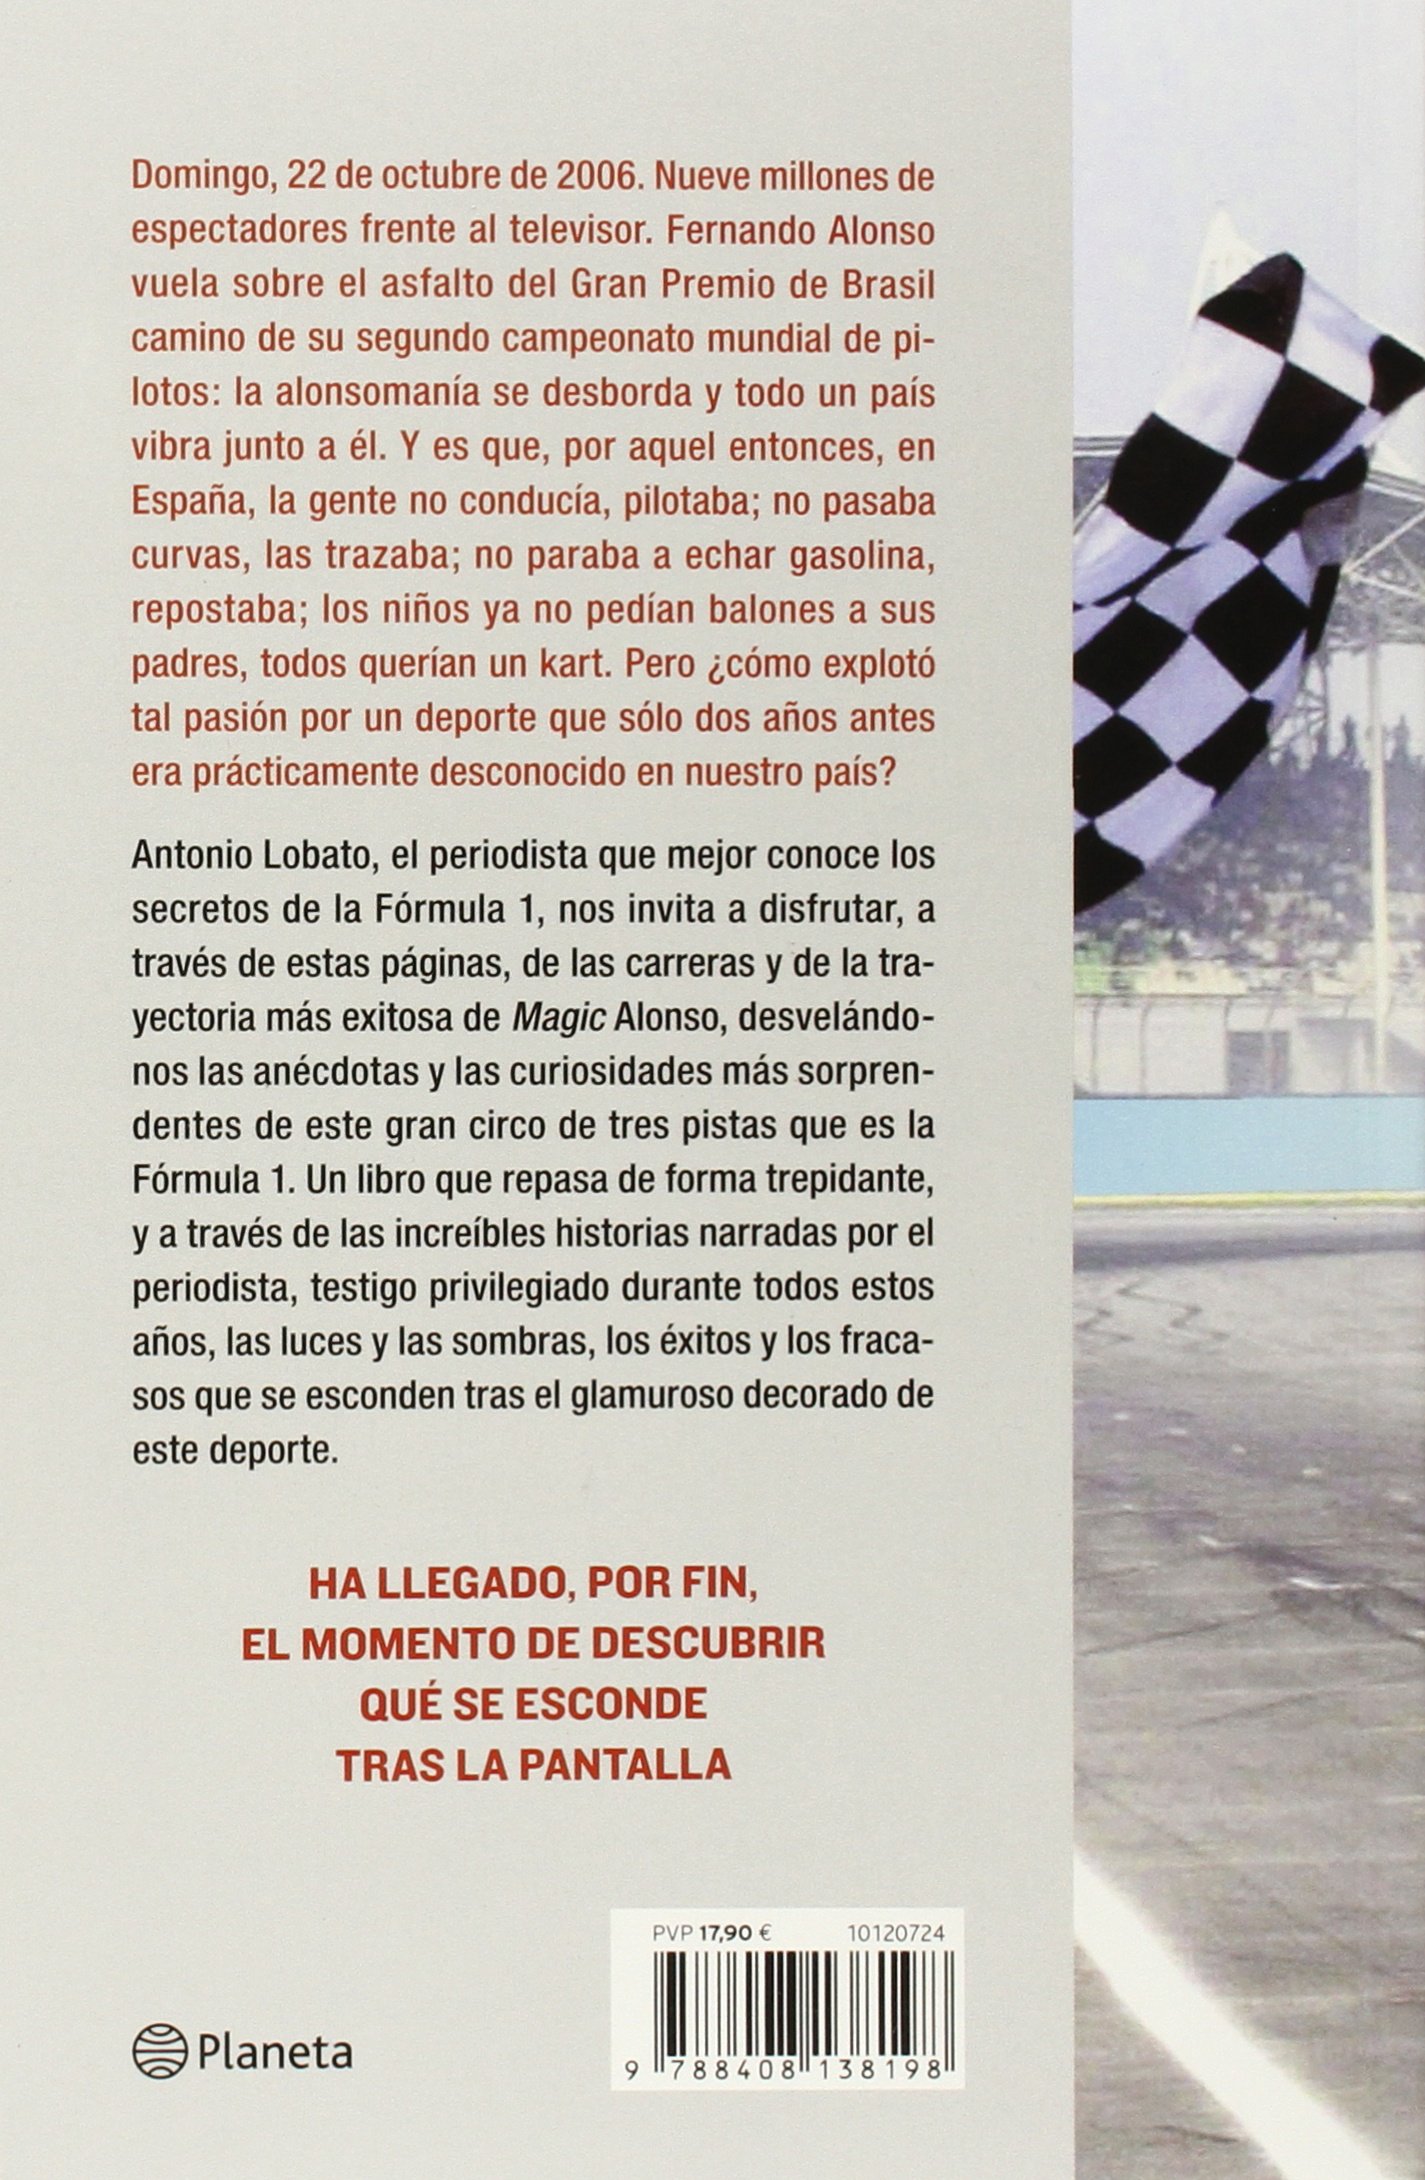 Domingo, 22 de octubre de 2006. Nueve millones de
espectadores frente al televisor. Fernando Alonso
vuela sobre el asfalto del Gran Premio de Brasil
camino de su segundo campeonato mundial de pi-
lotos: la alonsomanía se desborda y todo un país
vibra junto a él. Y es que, por aquel entonces, en
España, la gente no conducía, pilotaba; no pasaba
curvas, las trazaba; no paraba a echar gasolina,
repostaba; los niños ya no pedían balones a sus
padres, todos querían un kart. Pero ¿cómo explotó
tal pasión por un deporte que sólo dos años antes
era prácticamente desconocido en nuestro país?
Antonio Lobato, el periodista que mejor conoce los
secretos de la Fórmula 1, nos invita a disfrutar, a
través de estas páginas, de las carreras y de la tra-
yectoria más exitosa de Magic Alonso, desvelándo-
nos las anécdotas y las curiosidades más sorpren-
dentes de este gran circo de tres pistas que es la
Fórmula 1. Un libro que repasa de forma trepidante,
y a través de las increíbles historias narradas por el
periodista, testigo privilegiado durante todos estos
años, las luces y las sombras, los éxitos y los fraca-
sos que se esconden tras el glamuroso decorado de
este deporte.
HA LLEGADO, POR FIN,
EL MOMENTO DE DESCUBRIR
QUÉ SE ESCONDE
TRAS LA PANTALLA
PVP 17,90 € 10120724
9 788408 138198
Planeta